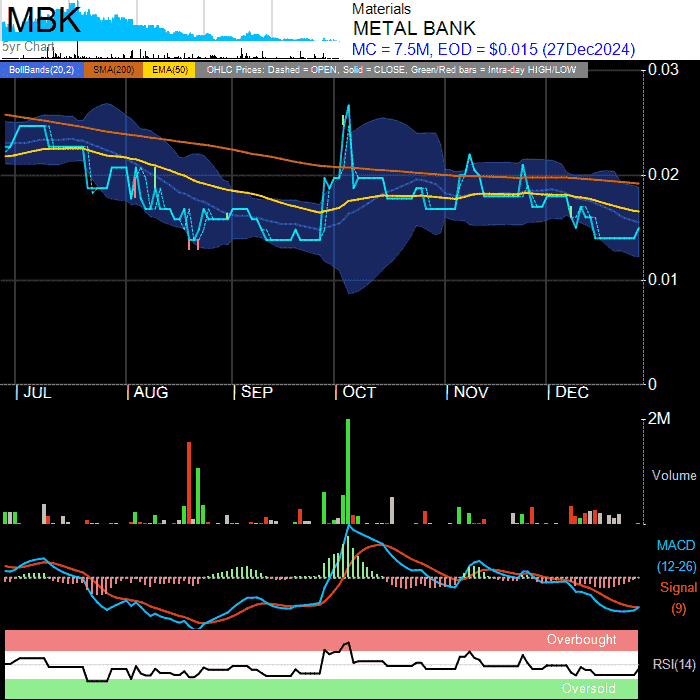 MBK
5yr Chart
Materials
METAL BANK
MC = 7.5M, EOD = $0.015 (27Dec2024)
BollBands(20,2) SMA(200) EMA(50) OHLC Prices: Dashed = OPEN, Solid = CLOSE, Green/Red bars = Intra-day HIGH/LOW
0.03
0.02
0.01
0
JUL AUG SEP OCT NOV DEC
2M
Volume
MACD
(12-26)
Signal
(9)
Overbought
RSI(14)
Oversold